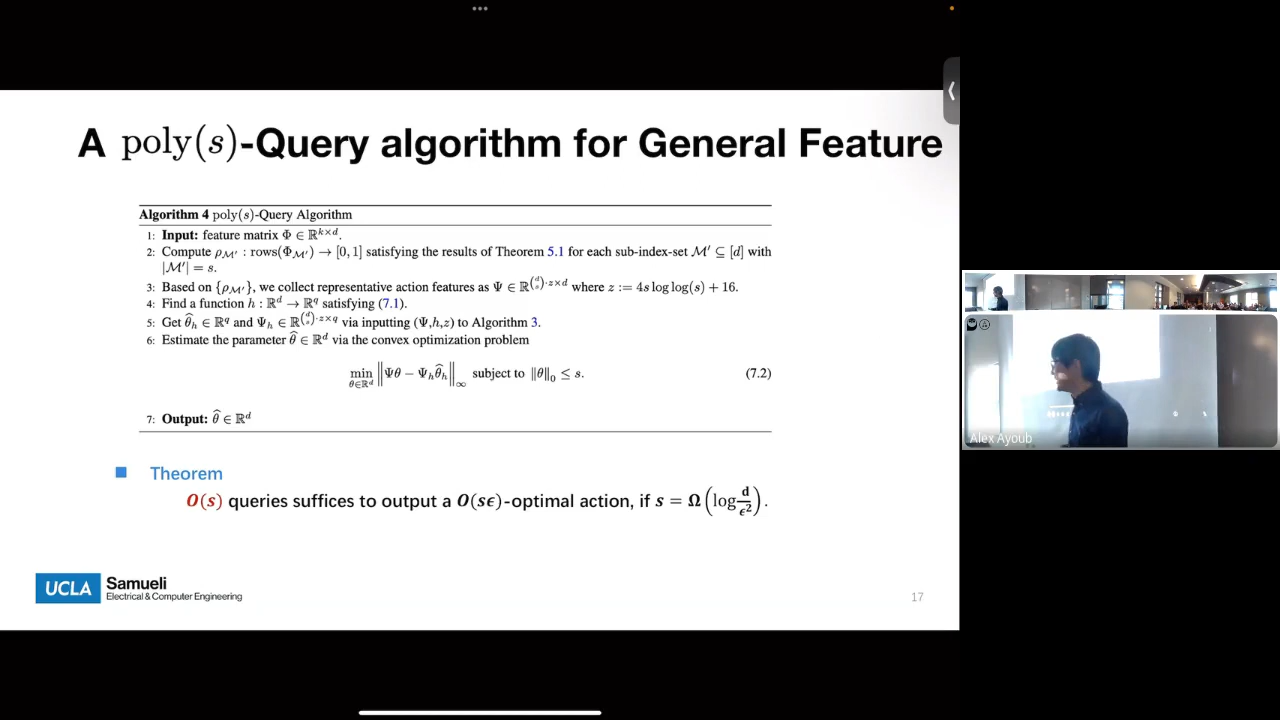 A poly(s)-Query algorithm for General Feature
Algorithm 4 poly(s)-Query Algorithm
1: Input: feature matrix Φ ∈ ℝ^{k×d}.
2: Compute ρ_{M′} : rows(Φ_{M′}) → [0, 1] satisfying the results of Theorem 5.1 for each sub-index-set M′ ⊆ [d] with
|M′| = s.
3: Based on {ρ_{M′}}, we collect representative action features as Ψ ∈ ℝ^{\binom{d}{s}·z×d} where z := 4s log log(s) + 16.
4: Find a function h : ℝ^d → ℝ^q satisfying (7.1).
5: Get θ̂_h ∈ ℝ^q and Ψ_h ∈ ℝ^{\binom{d}{s}·z×q} via inputting (Ψ,h,z) to Algorithm 3.
6: Estimate the parameter θ̂ ∈ ℝ^d via the convex optimization problem
min_{θ∈ℝ^d} ‖Ψθ − Ψ_h θ̂_h‖_∞ subject to ‖θ‖_0 ≤ s. (7.2)
7: Output: θ̂ ∈ ℝ^d
Theorem
O(s) queries suffices to output a O(sϵ)-optimal action, if s = Ω(log d/ϵ²).
UCLA Samueli
Electrical & Computer Engineering
17
Alex Ayoub